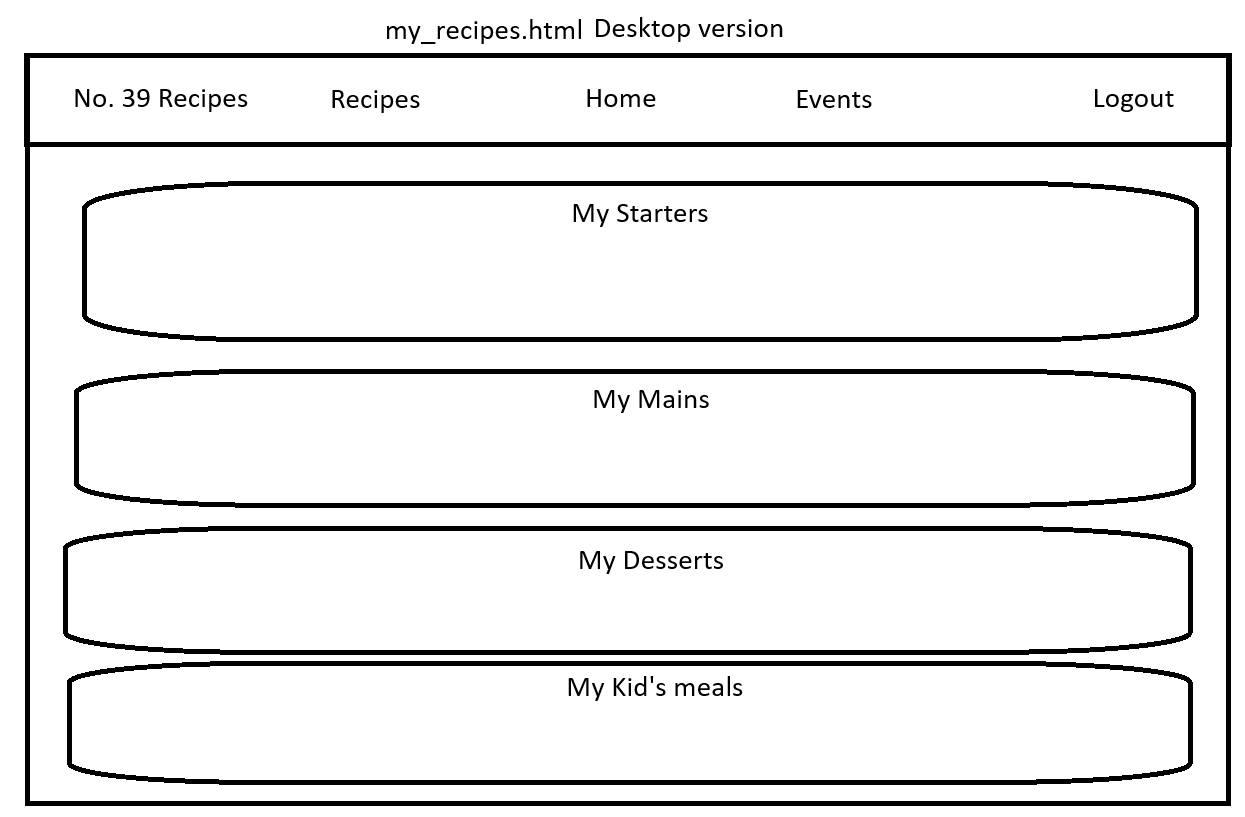 my_recipes.html Desktop version
No. 39 Recipes Recipes Home Events Logout
My Starters
My Mains
My Desserts
My Kid's meals